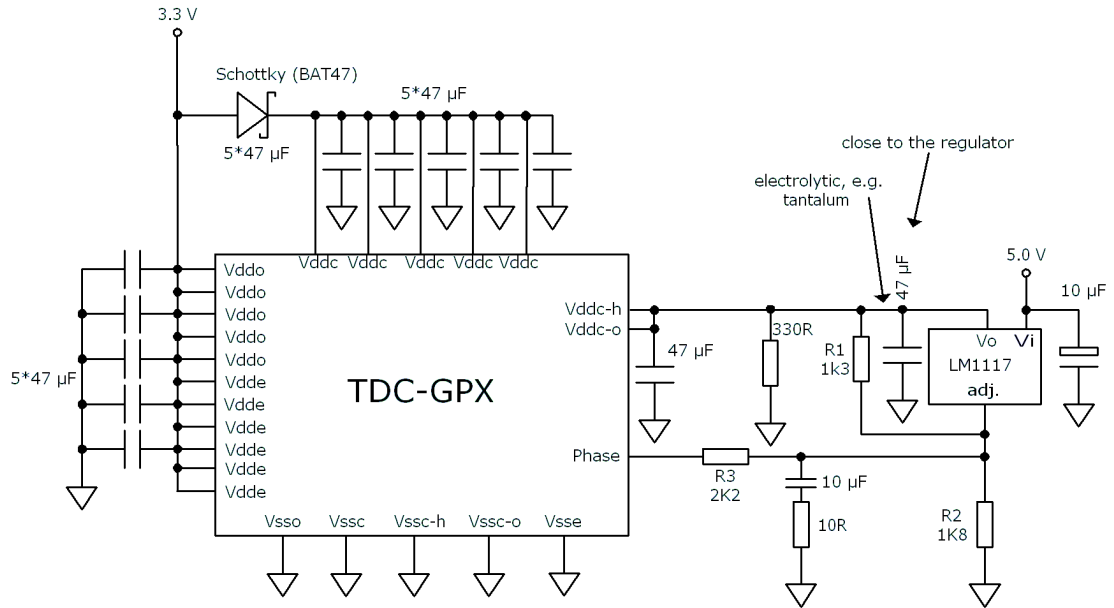 3.3 V
Schottky (BAT47)
5*47 µF
5*47 µF
close to the regulator
electrolytic, e.g.
tantalum
47 µF
5.0 V
10 µF
Vddc Vddc Vddc Vddc Vddc
Vddo
Vddo
Vddo
Vddo
Vddo
Vdde
Vdde
Vdde
Vdde
Vdde
Vdde
5*47 µF
Vddc-h
Vddc-o
47 µF
330R
R1
1k3
Vo Vi
LM1117
adj.
TDC-GPX
Phase
R3
2K2
10 µF
10R
R2
1K8
Vsso Vssc Vssc-h Vssc-o Vsse